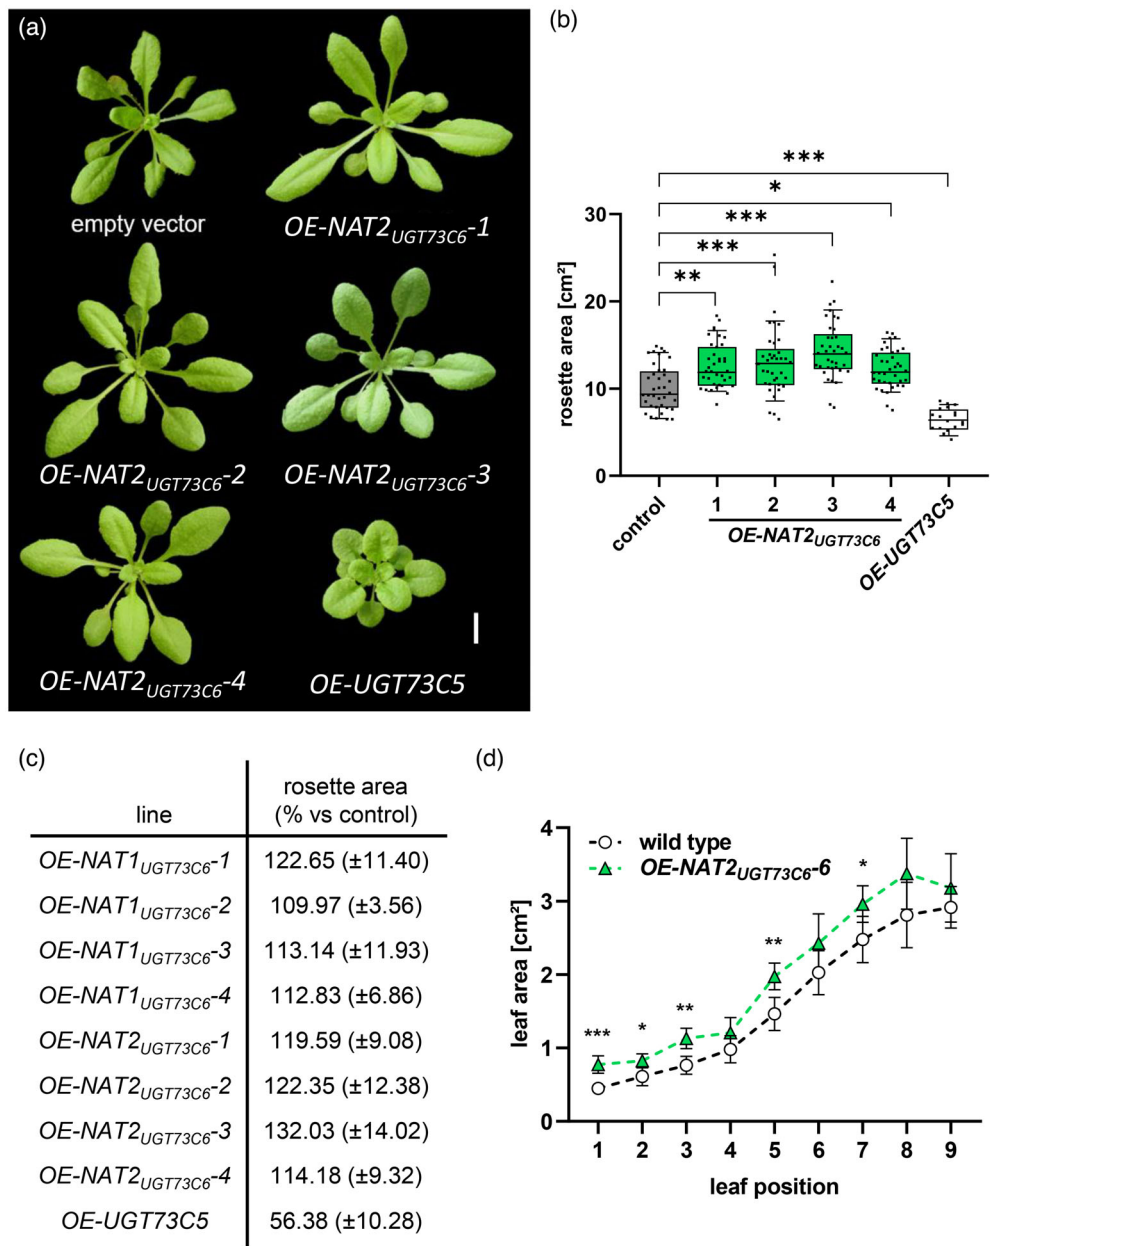 (a)
empty vector
OE-NAT2UGT73C6-1
OE-NAT2UGT73C6-2
OE-NAT2UGT73C6-3
OE-NAT2UGT73C6-4
OE-UGT73C5
(b)
***
*
***
***
**
rosette area [cm²]
30
20
10
0
control
1 2 3 4
OE-NAT2UGT73C6
OE-UGT73C5
(c)
line rosette area
(% vs control)
OE-NAT1UGT73C6-1 122.65 (±11.40)
OE-NAT1UGT73C6-2 109.97 (±3.56)
OE-NAT1UGT73C6-3 113.14 (±11.93)
OE-NAT1UGT73C6-4 112.83 (±6.86)
OE-NAT2UGT73C6-1 119.59 (±9.08)
OE-NAT2UGT73C6-2 122.35 (±12.38)
OE-NAT2UGT73C6-3 132.03 (±14.02)
OE-NAT2UGT73C6-4 114.18 (±9.32)
OE-UGT73C5 56.38 (±10.28)
(d)
wild type
OE-NAT2UGT73C6-6
leaf area [cm²]
4
3
2
1
0
***
*
**
**
*
1 2 3 4 5 6 7 8 9
leaf position